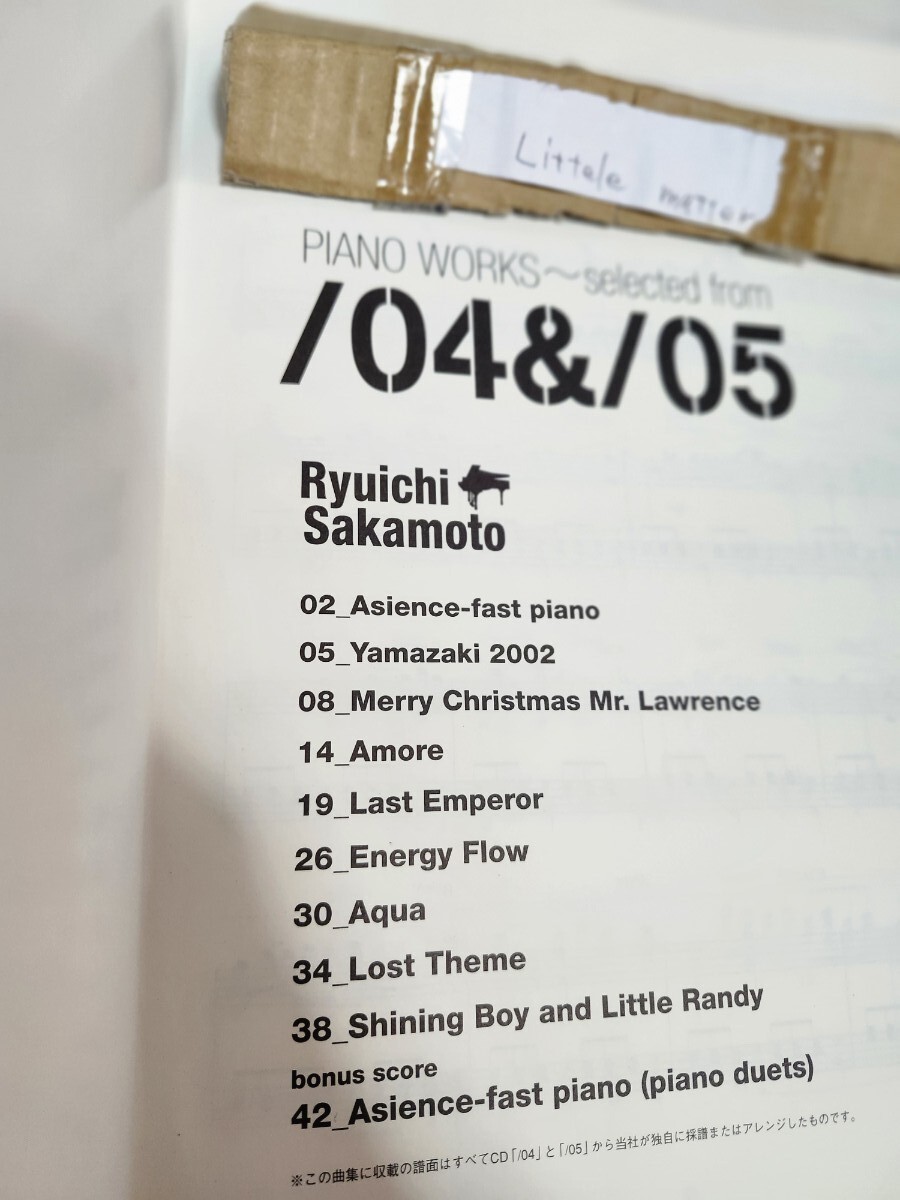 Littale matter
PIANO WORKS～selected from
/04&/05
Ryuichi
Sakamoto
02_Asience-fast piano
05_Yamazaki 2002
08_Merry Christmas Mr. Lawrence
14_Amore
19_Last Emperor
26_Energy Flow
30_Aqua
34_Lost Theme
38_Shining Boy and Little Randy
bonus score
42_Asience-fast piano (piano duets)
※この曲集に収載の譜面はすべてCD「/04」と「/05」から当社が独自に採譜またはアレンジしたものです。